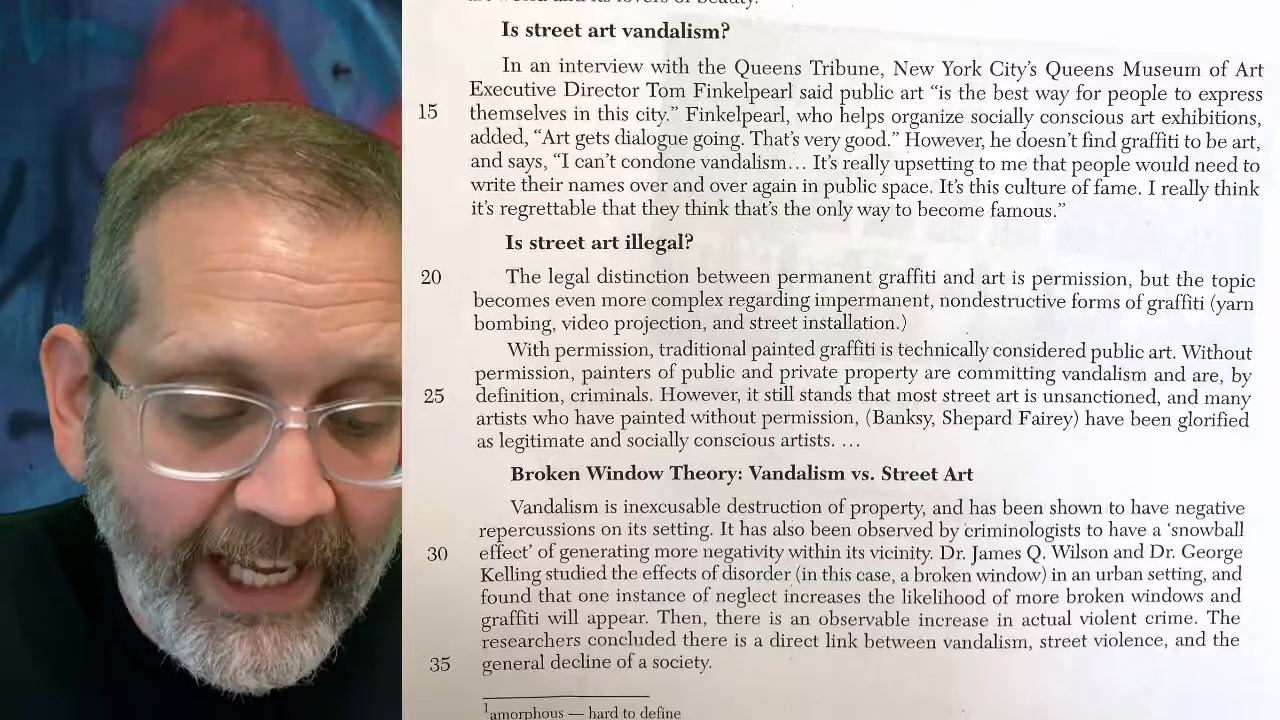 Is street art vandalism?
In an interview with the Queens Tribune, New York City's Queens Museum of Art
Executive Director Tom Finkelpearl said public art “is the best way for people to express
15 themselves in this city.” Finkelpearl, who helps organize socially conscious art exhibitions,
added, “Art gets dialogue going. That's very good.” However, he doesn't find graffiti to be art,
and says, “I can't condone vandalism… It's really upsetting to me that people would need to
write their names over and over again in public space. It's this culture of fame. I really think
it's regrettable that they think that's the only way to become famous.”
Is street art illegal?
20 The legal distinction between permanent graffiti and art is permission, but the topic
becomes even more complex regarding impermanent, nondestructive forms of graffiti (yarn
bombing, video projection, and street installation.)
With permission, traditional painted graffiti is technically considered public art. Without
permission, painters of public and private property are committing vandalism and are, by
25 definition, criminals. However, it still stands that most street art is unsanctioned, and many
artists who have painted without permission, (Banksy, Shepard Fairey) have been glorified
as legitimate and socially conscious artists. …
Broken Window Theory: Vandalism vs. Street Art
Vandalism is inexcusable destruction of property, and has been shown to have negative
repercussions on its setting. It has also been observed by criminologists to have a ‘snowball
30 effect’ of generating more negativity within its vicinity. Dr. James Q. Wilson and Dr. George
Kelling studied the effects of disorder (in this case, a broken window) in an urban setting, and
found that one instance of neglect increases the likelihood of more broken windows and
graffiti will appear. Then, there is an observable increase in actual violent crime. The
researchers concluded there is a direct link between vandalism, street violence, and the
35 general decline of a society.
1amorphous — hard to define